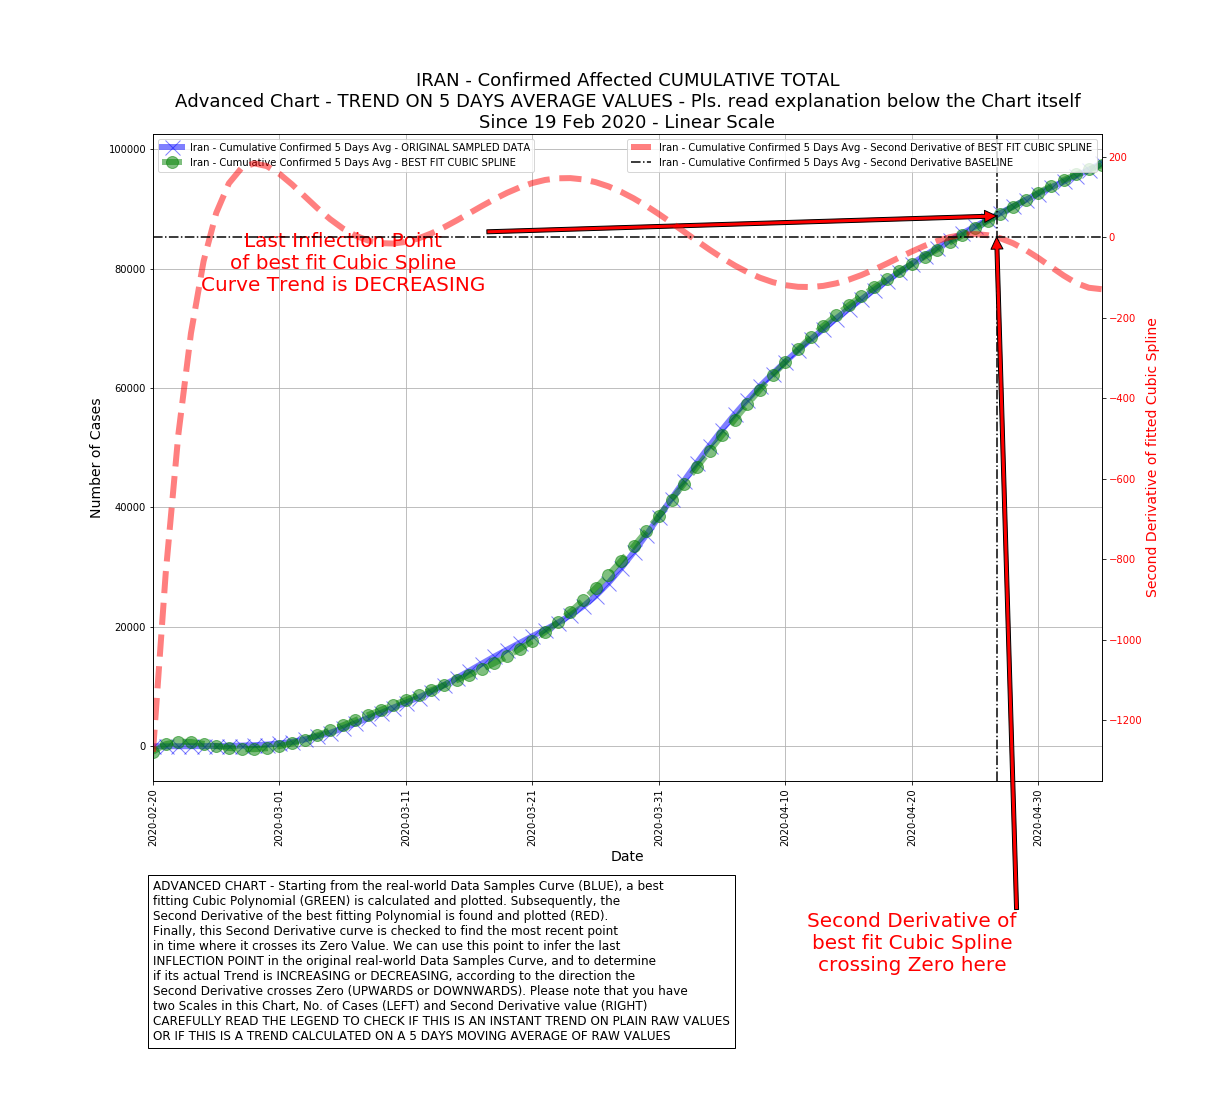 IRAN - Confirmed Affected CUMULATIVE TOTAL
Advanced Chart - TREND ON 5 DAYS AVERAGE VALUES - Pls. read explanation below the Chart itself
Since 19 Feb 2020 - Linear Scale
Iran - Cumulative Confirmed 5 Days Avg - ORIGINAL SAMPLED DATA
Iran - Cumulative Confirmed 5 Days Avg - BEST FIT CUBIC SPLINE
Iran - Cumulative Confirmed 5 Days Avg - Second Derivative of BEST FIT CUBIC SPLINE
Iran - Cumulative Confirmed 5 Days Avg - Second Derivative BASELINE
Last Inflection Point
of best fit Cubic Spline
Curve Trend is DECREASING
Number of Cases
100000
80000
60000
40000
20000
0
200
0
−200
−400
−600
−800
−1000
−1200
Second Derivative of fitted Cubic Spline
2020-02-20
2020-03-01
2020-03-11
2020-03-21
2020-03-31
2020-04-10
2020-04-20
2020-04-30
Date
Second Derivative of
best fit Cubic Spline
crossing Zero here
ADVANCED CHART - Starting from the real-world Data Samples Curve (BLUE), a best
fitting Cubic Polynomial (GREEN) is calculated and plotted. Subsequently, the
Second Derivative of the best fitting Polynomial is found and plotted (RED).
Finally, this Second Derivative curve is checked to find the most recent point
in time where it crosses its Zero Value. We can use this point to infer the last
INFLECTION POINT in the original real-world Data Samples Curve, and to determine
if its actual Trend is INCREASING or DECREASING, according to the direction the
Second Derivative crosses Zero (UPWARDS or DOWNWARDS). Please note that you have
two Scales in this Chart, No. of Cases (LEFT) and Second Derivative value (RIGHT)
CAREFULLY READ THE LEGEND TO CHECK IF THIS IS AN INSTANT TREND ON PLAIN RAW VALUES
OR IF THIS IS A TREND CALCULATED ON A 5 DAYS MOVING AVERAGE OF RAW VALUES